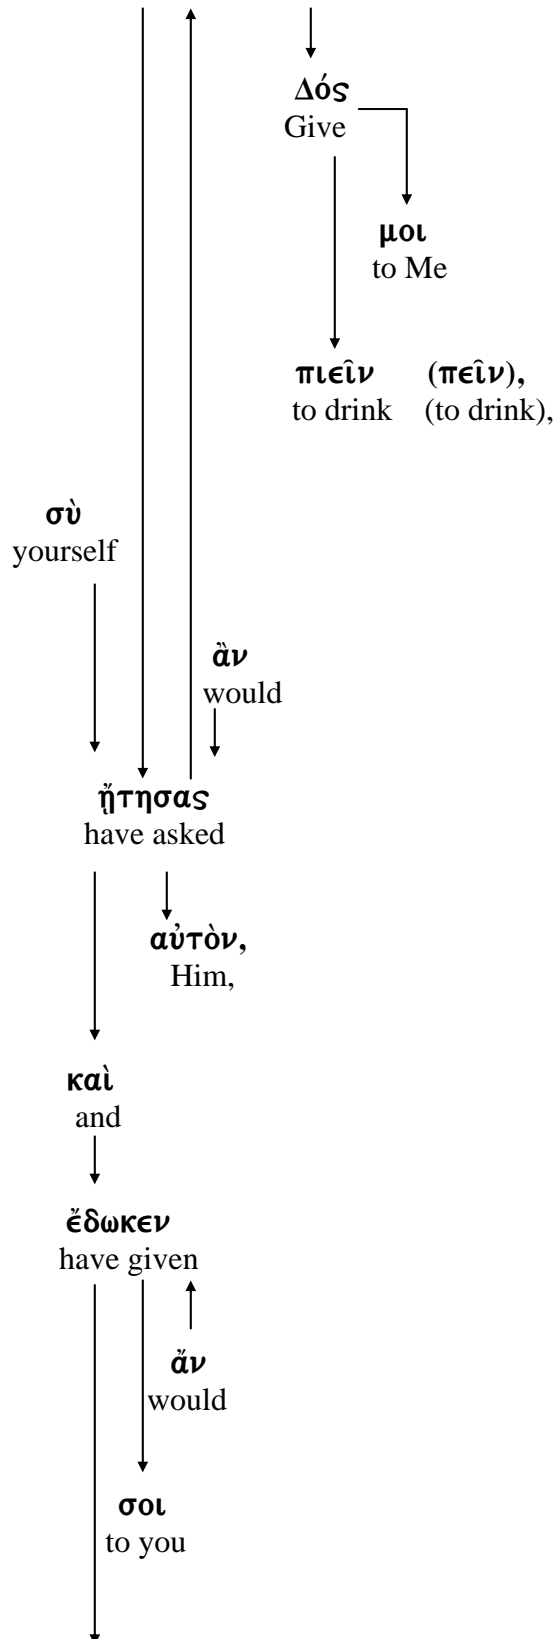 Δός
Give
μοι
to Me
πιεῖν (πεῖν),
to drink (to drink),
σὺ
yourself
ἂν
would
ᾔτησας
have asked
αὐτὸν,
Him,
καὶ
and
ἔδωκεν
have given
ἄν
would
σοι
to you